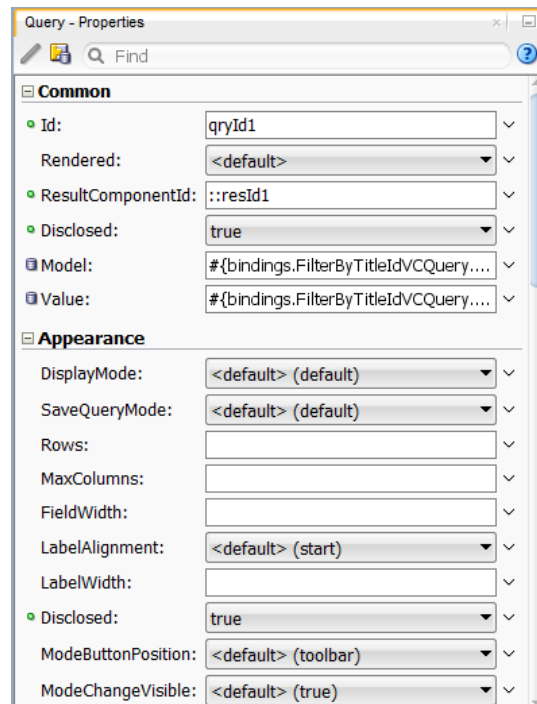 Query - Properties
Find
Common
Id: qryId1
Rendered: <default>
ResultComponentId: ::resId1
Disclosed: true
Model: #{bindings.FilterByTitleIdVCQuery....
Value: #{bindings.FilterByTitleIdVCQuery....
Appearance
DisplayMode: <default> (default)
SaveQueryMode: <default> (default)
Rows:
MaxColumns:
FieldWidth:
LabelAlignment: <default> (start)
LabelWidth:
Disclosed: true
ModeButtonPosition: <default> (toolbar)
ModeChangeVisible: <default> (true)